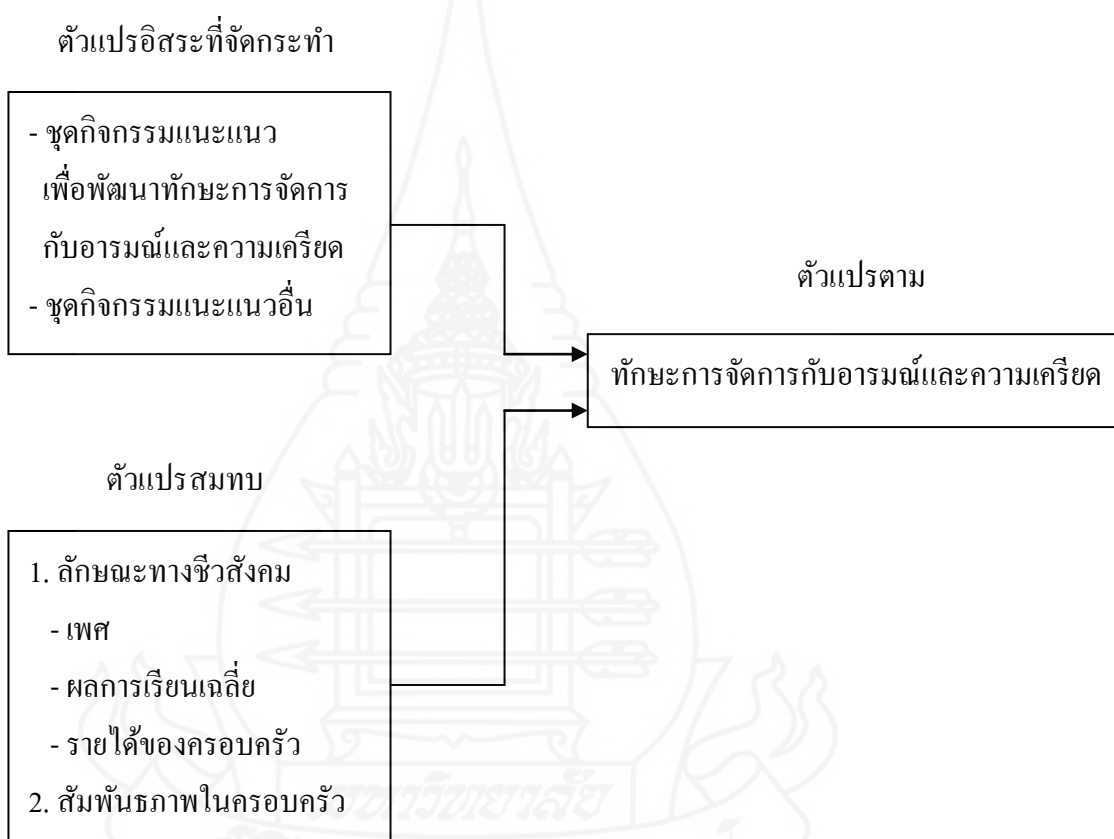 ตัวแปรอิสระที่จัดกระทำ
- ชุดกิจกรรมแนะแนว
เพื่อพัฒนาทักษะการจัดการ
กับอารมณ์และความเครียด
- ชุดกิจกรรมแนะแนวอื่น
ตัวแปรตาม
ทักษะการจัดการกับอารมณ์และความเครียด
ตัวแปรสมทบ
1. ลักษณะทางชีวสังคม
- เพศ
- ผลการเรียนเฉลี่ย
- รายได้ของครอบครัว
2. สัมพันธภาพในครอบครัว